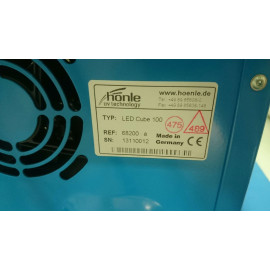 hönle
uv technology
www.hoenle.de
TYP: LED Cube 100
REF: 85200 a
SN: 13110012
475
469
Made in
Germany CE